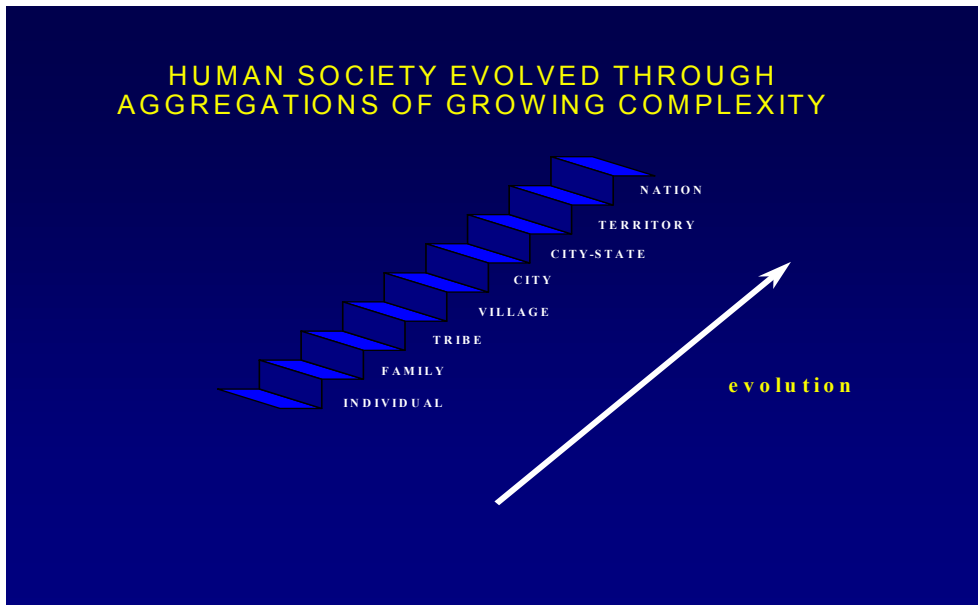 HUMAN SOCIETY EVOLVED THROUGH
AGGREGATIONS OF GROWING COMPLEXITY
NATION
TERRITORY
CITY-STATE
CITY
VILLAGE
TRIBE
FAMILY
evolution
INDIVIDUAL